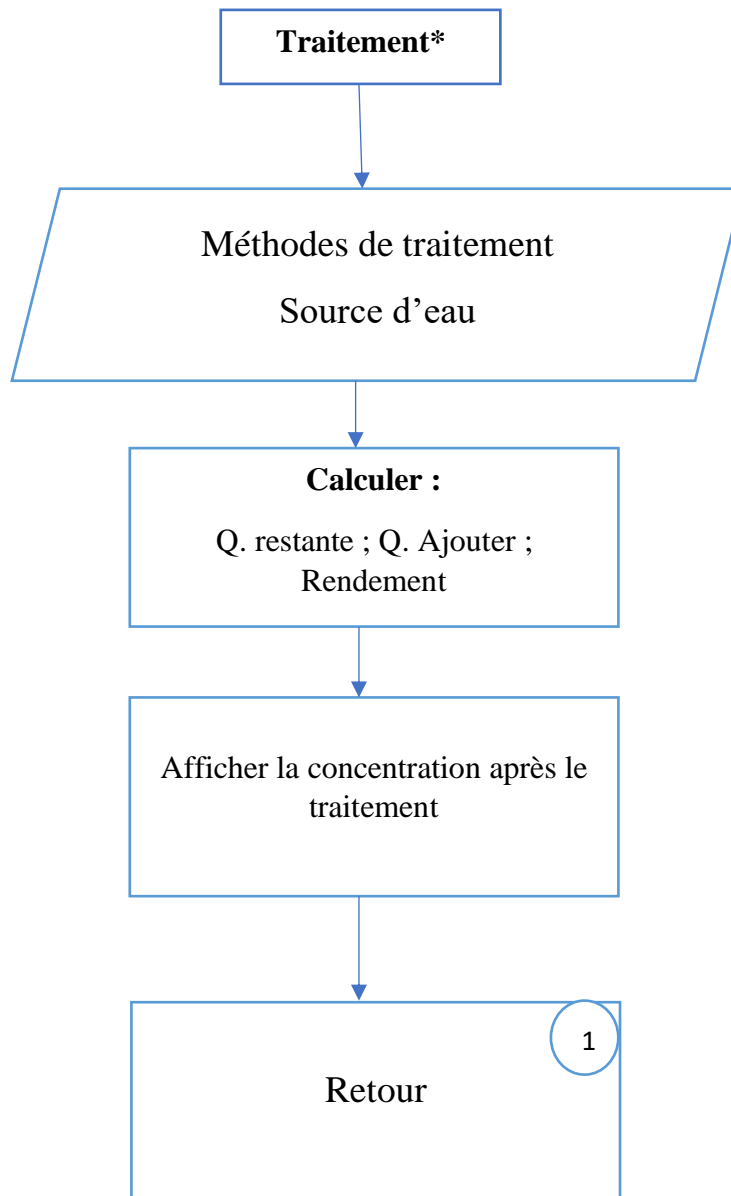 Traitement*
Méthodes de traitement
Source d’eau
Calculer :
Q. restante ; Q. Ajouter ;
Rendement
Afficher la concentration après le
traitement
1
Retour